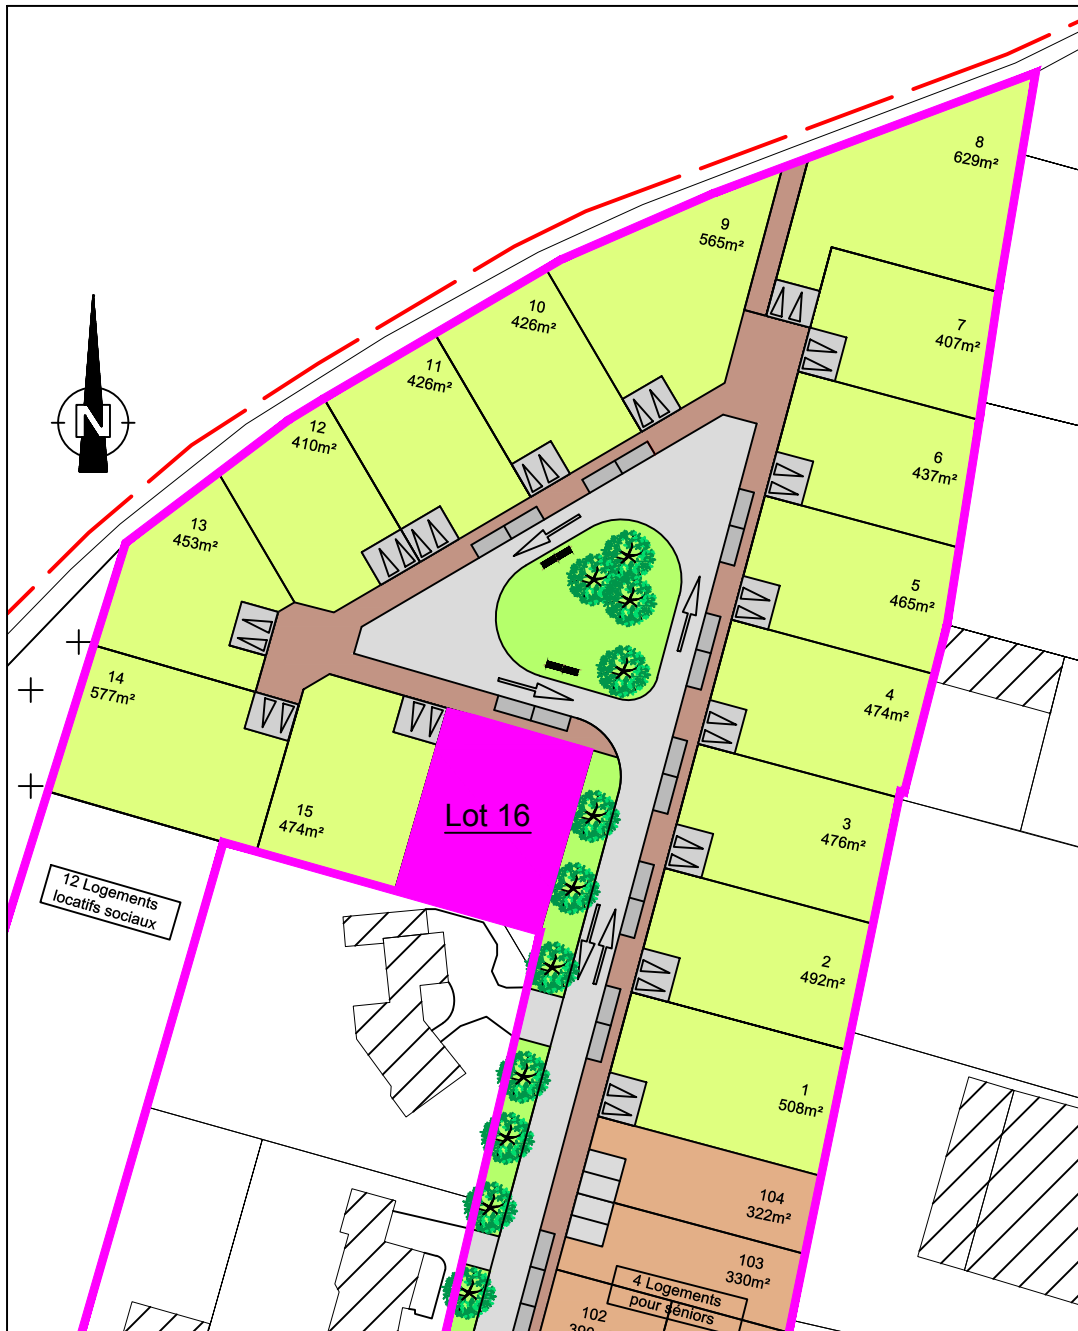 8
629m²
9
565m²
10
426m²
7
407m²
11
426m²
12
410m²
N
6
437m²
13
453m²
5
465m²
14
577m²
4
474m²
15
474m²
Lot 16
3
476m²
12 Logements
locatifs sociaux
2
492m²
1
508m²
104
322m²
103
330m²
4 Logements
pour séniors
102